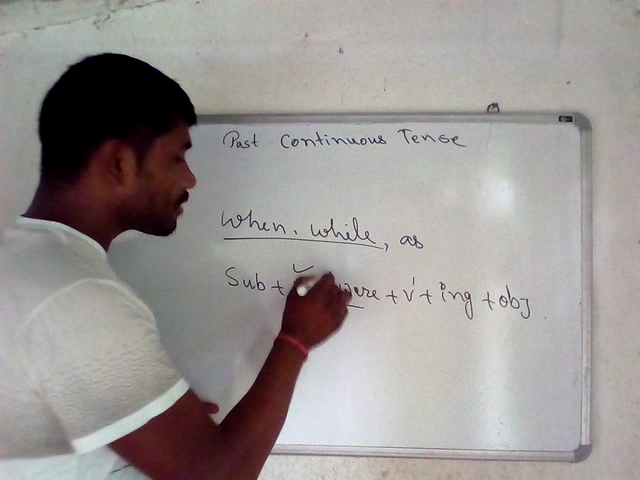 Past Continuous Tense
When, while, as
Sub + were + v' + ing + obj